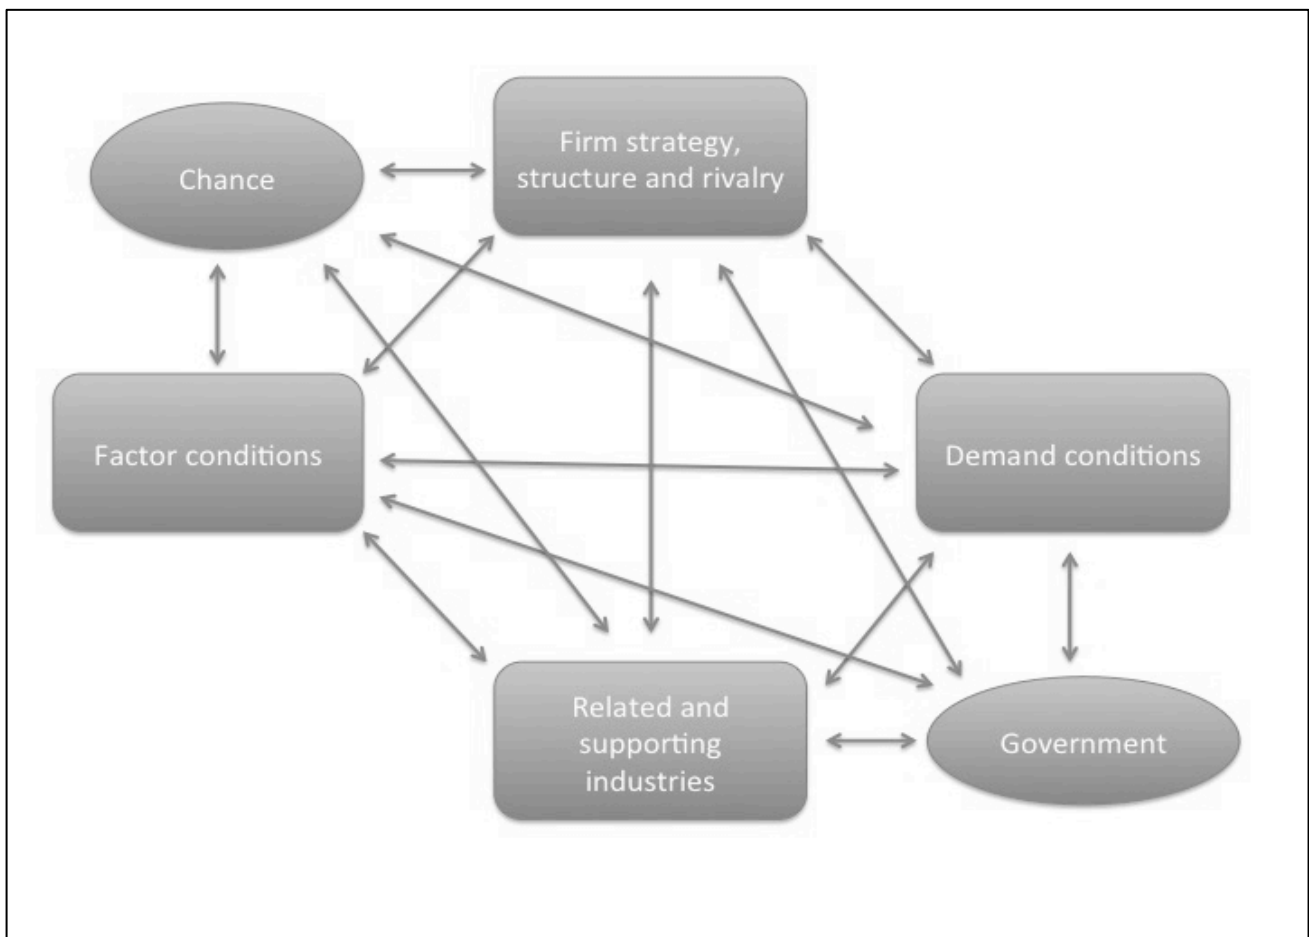 Firm strategy,
structure and rivalry
Chance
Factor conditions
Demand conditions
Related and
supporting
industries
Government